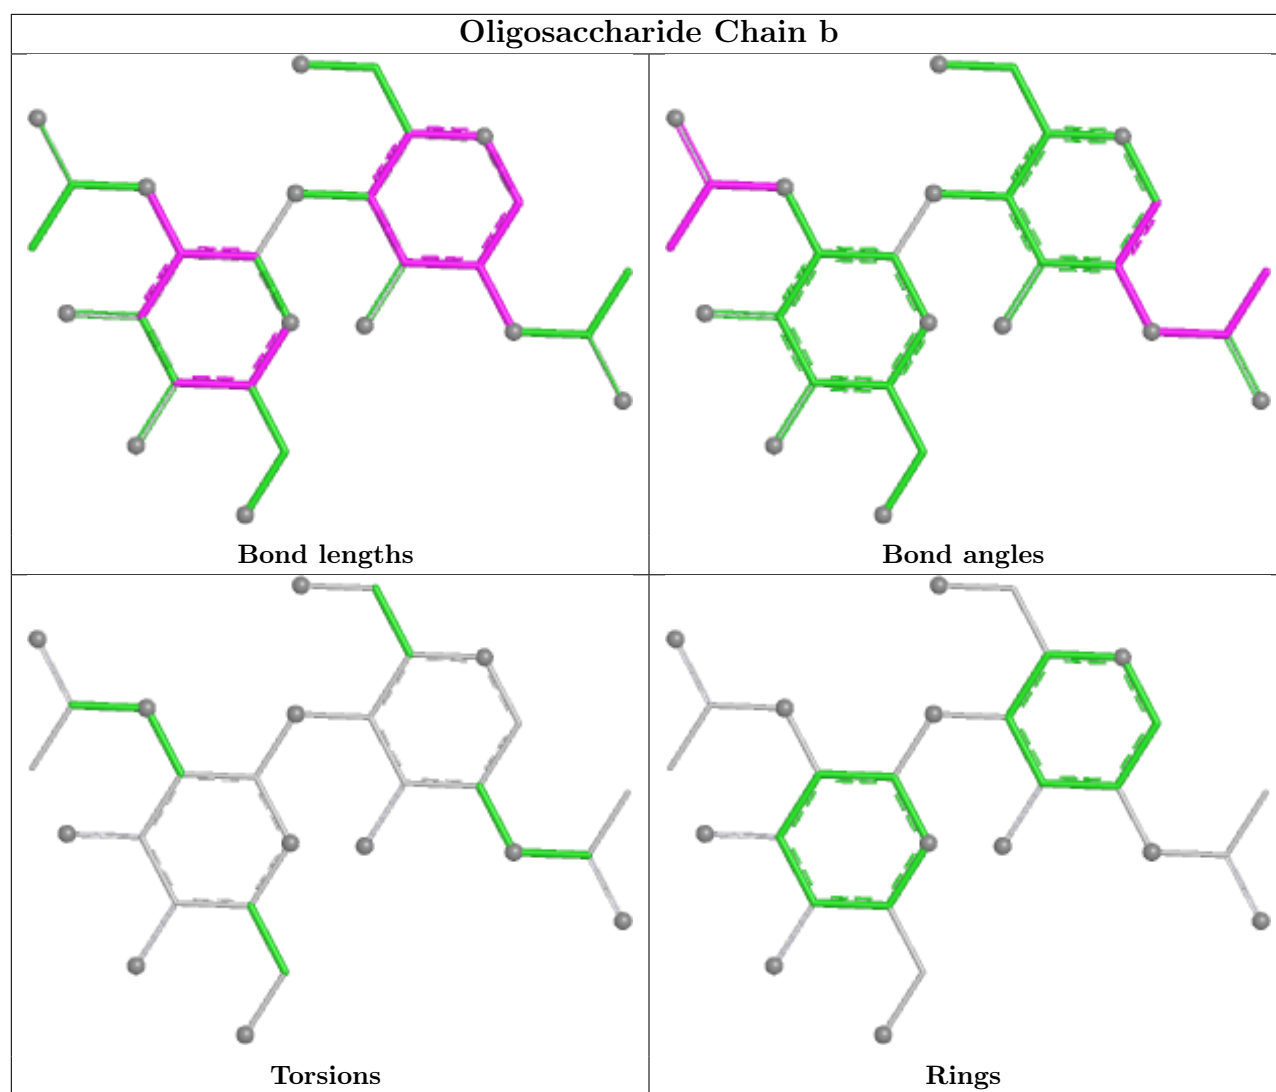 Oligosaccharide Chain b
Bond lengths
Bond angles
Torsions
Rings